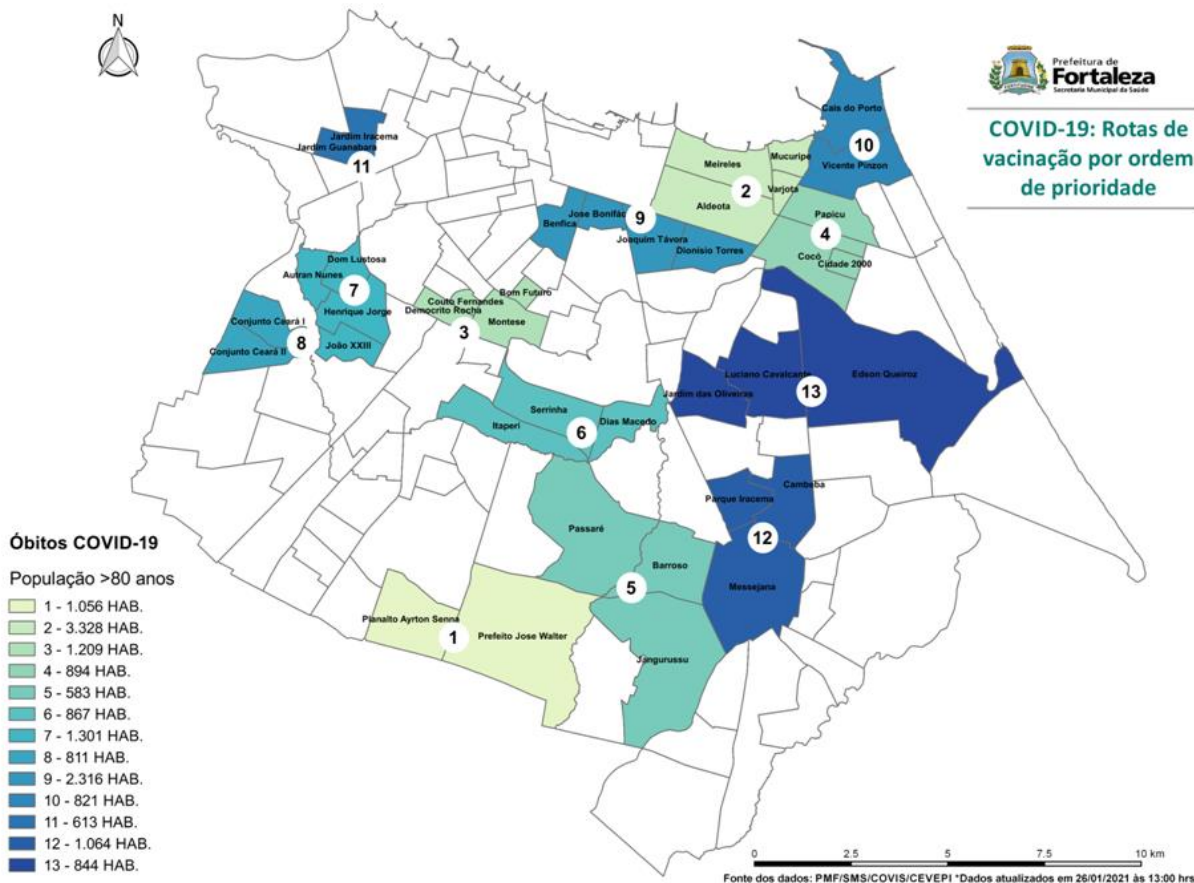 N
Prefeitura de
Fortaleza
Secretaria Municipal da Saúde
COVID-19: Rotas de
vacinação por ordem
de prioridade
Cais do Porto
10
Vicente Pinzon
Jardim Iracema
Jardim Guanabara
11
Meireles
Mucuripe
2
Varjota
Aldeota
Papicu
4
Cocó
Cidade 2000
Jose Bonifác
9
Benfica
Joaquim Távora
Dionisio Torres
Dom Lustosa
Autran Nunes
7
Henrique Jorge
João XXIII
Conjunto Ceará I
8
Conjunto Ceará II
Bom Futuro
Couto Fernandes
Democrito Rocha
Montese
3
Luciano Cavalcante
Edson Queiroz
Jardim das Oliveiras
13
Serrinha
Dias Macedo
Itaperi
6
Cambeba
Parque Iracema
12
Messejana
Passaré
Barroso
5
Jangurussu
Planalto Ayrton Senna
1
Prefeito Jose Walter
Óbitos COVID-19
População >80 anos
1 - 1.056 HAB.
2 - 3.328 HAB.
3 - 1.209 HAB.
4 - 894 HAB.
5 - 583 HAB.
6 - 867 HAB.
7 - 1.301 HAB.
8 - 811 HAB.
9 - 2.316 HAB.
10 - 821 HAB.
11 - 613 HAB.
12 - 1.064 HAB.
13 - 844 HAB.
0 2.5 5 7.5 10 km
Fonte dos dados: PMF/SMS/COVIS/CEVEPI *Dados atualizados em 26/01/2021 às 13:00 hrs